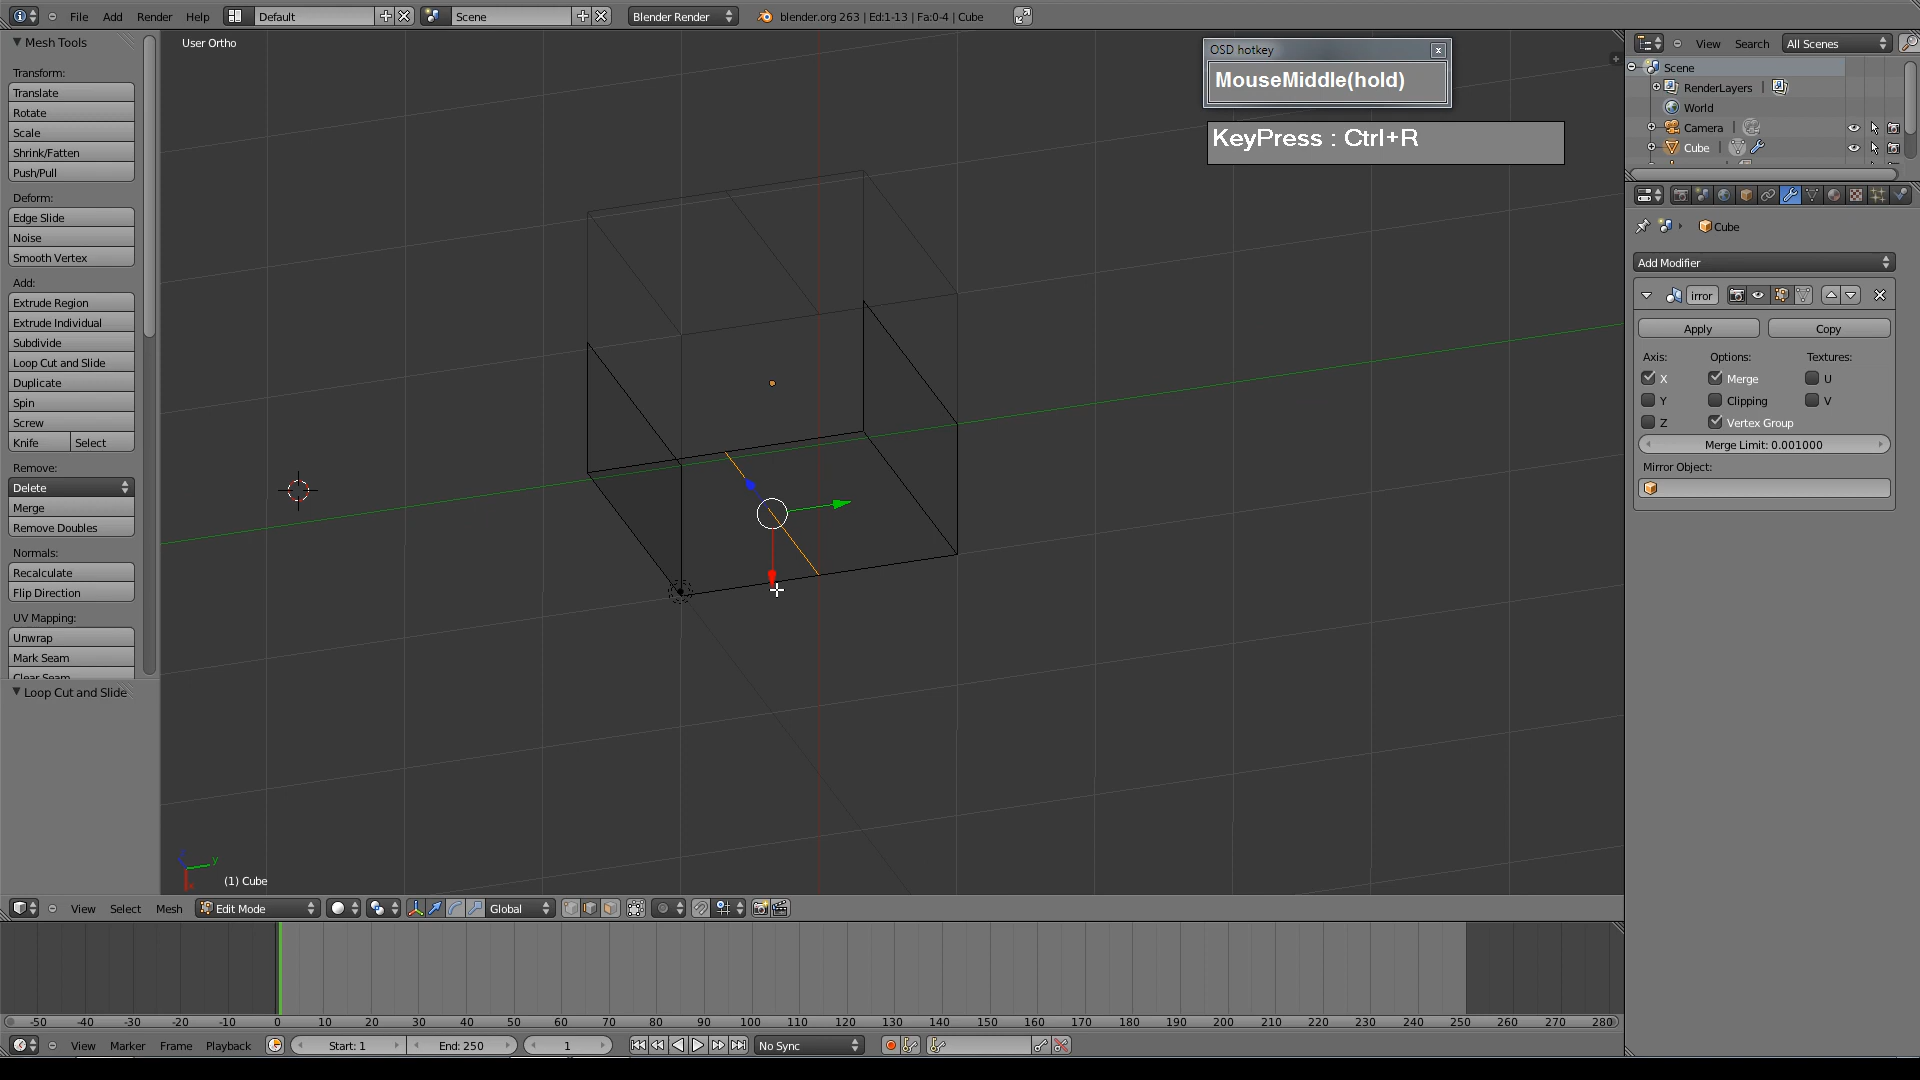 File Add Render Help Default Scene Blender Render blender.org 263 | Ed:1-13 | Fa:0-4 | Cube
Mesh Tools
Transform:
Translate
Rotate
Scale
Shrink/Fatten
Push/Pull
Deform:
Edge Slide
Noise
Smooth Vertex
Add:
Extrude Region
Extrude Individual
Subdivide
Loop Cut and Slide
Duplicate
Spin
Screw
Knife Select
Remove:
Delete
Merge
Remove Doubles
Normals:
Recalculate
Flip Direction
UV Mapping:
Unwrap
Mark Seam
Clear Seam
Loop Cut and Slide
User Ortho
OSD hotkey
MouseMiddle(hold)
KeyPress : Ctrl+R
y
(1) Cube
View Search All Scenes
Scene
RenderLayers |
World
Camera |
Cube |
Cube
Add Modifier
irror
Apply Copy
Axis: Options: Textures:
X Merge U
Y Clipping V
Z Vertex Group
Merge Limit: 0.001000
Mirror Object:
View Select Mesh Edit Mode Global
-50 -40 -30 -20 -10 0 10 20 30 40 50 60 70 80 90 100 110 120 130 140 150 160 170 180 190 200 210 220 230 240 250 260 270 280
View Marker Frame Playback Start: 1 End: 250 1 No Sync